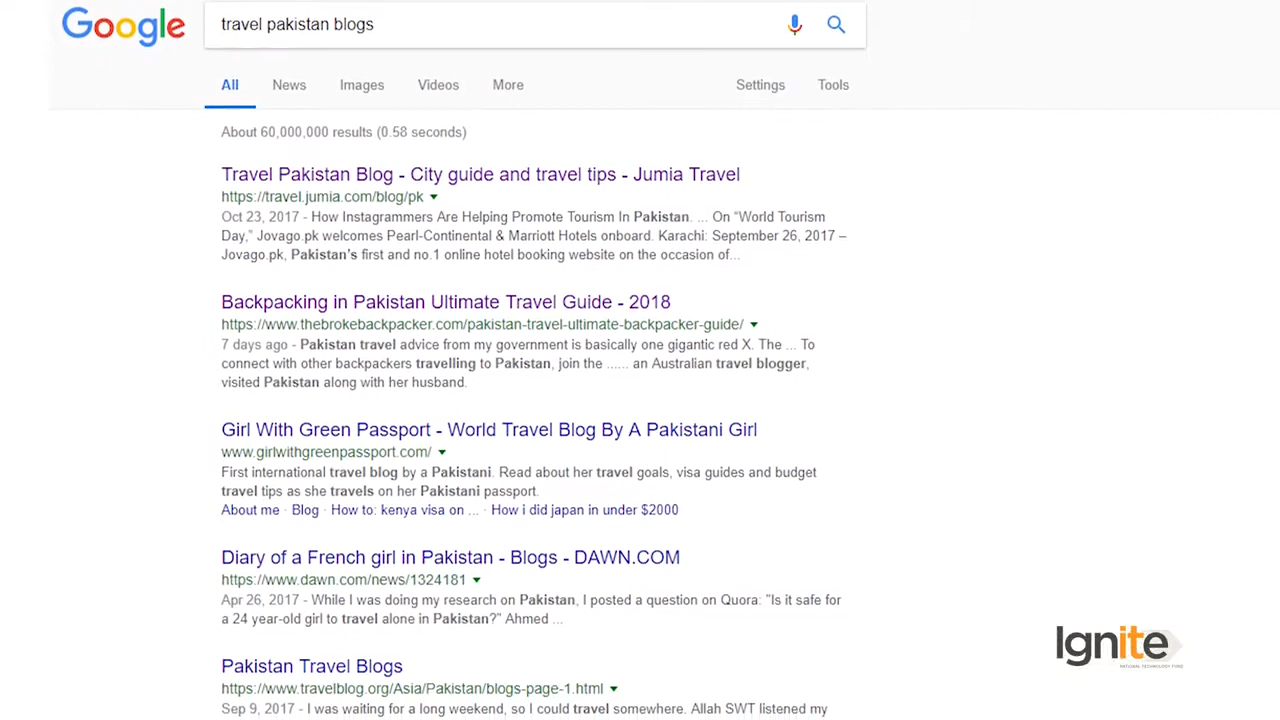 Google
travel pakistan blogs
All News Images Videos More Settings Tools
About 60,000,000 results (0.58 seconds)
Travel Pakistan Blog - City guide and travel tips - Jumia Travel
https://travel.jumia.com/blog/pk
Oct 23, 2017 - How Instagrammers Are Helping Promote Tourism In Pakistan. ... On “World Tourism
Day,” Jovago.pk welcomes Pearl-Continental & Marriott Hotels onboard. Karachi: September 26, 2017 –
Jovago.pk, Pakistan’s first and no.1 online hotel booking website on the occasion of...
Backpacking in Pakistan Ultimate Travel Guide - 2018
https://www.thebrokebackpacker.com/pakistan-travel-ultimate-backpacker-guide/
7 days ago - Pakistan travel advice from my government is basically one gigantic red X. The ... To
connect with other backpackers travelling to Pakistan, join the ...... an Australian travel blogger,
visited Pakistan along with her husband.
Girl With Green Passport - World Travel Blog By A Pakistani Girl
www.girlwithgreenpassport.com/
First international travel blog by a Pakistani. Read about her travel goals, visa guides and budget
travel tips as she travels on her Pakistani passport.
About me · Blog · How to: kenya visa on ... · How i did japan in under $2000
Diary of a French girl in Pakistan - Blogs - DAWN.COM
https://www.dawn.com/news/1324181
Apr 26, 2017 - While I was doing my research on Pakistan, I posted a question on Quora: "Is it safe for
a 24 year-old girl to travel alone in Pakistan?" Ahmed ...
Ignite
NATIONAL TECHNOLOGY FUND
Pakistan Travel Blogs
https://www.travelblog.org/Asia/Pakistan/blogs-page-1.html
Sep 9, 2017 - I was waiting for a long weekend, so I could travel somewhere. Allah SWT listened my